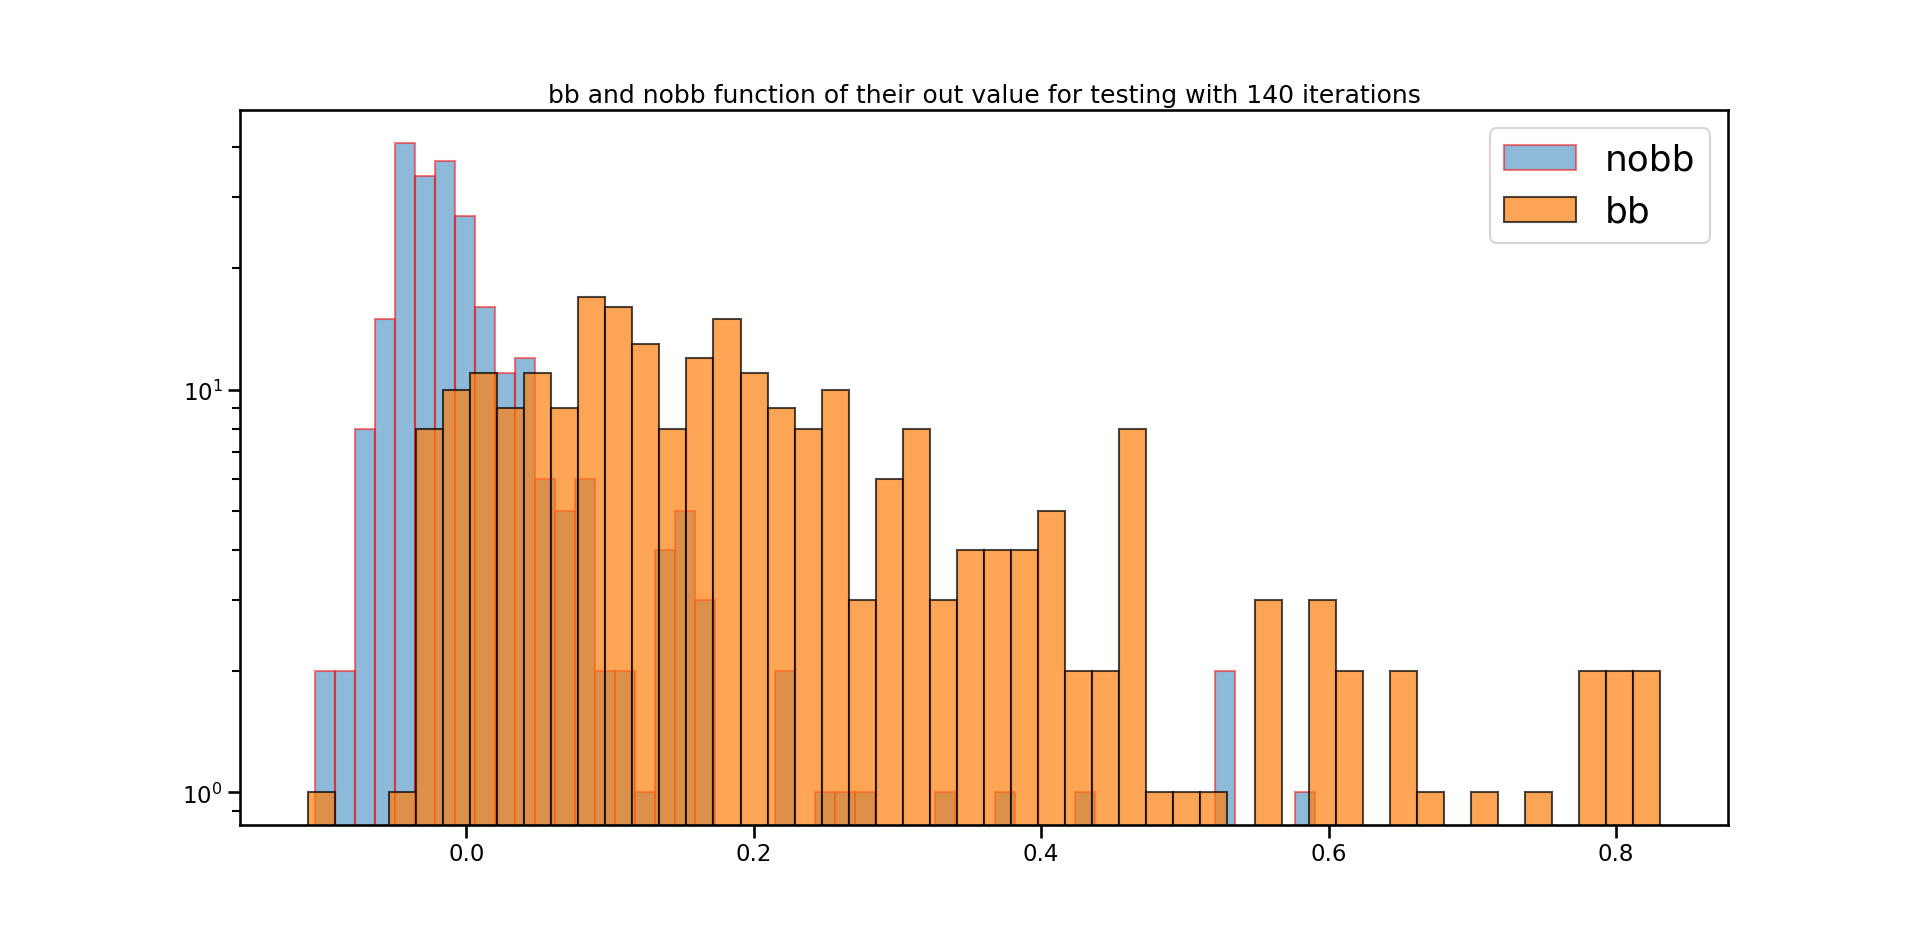 bb and nobb function of their out value for testing with 140 iterations
nobb
bb
10¹
10⁰
0.0 0.2 0.4 0.6 0.8